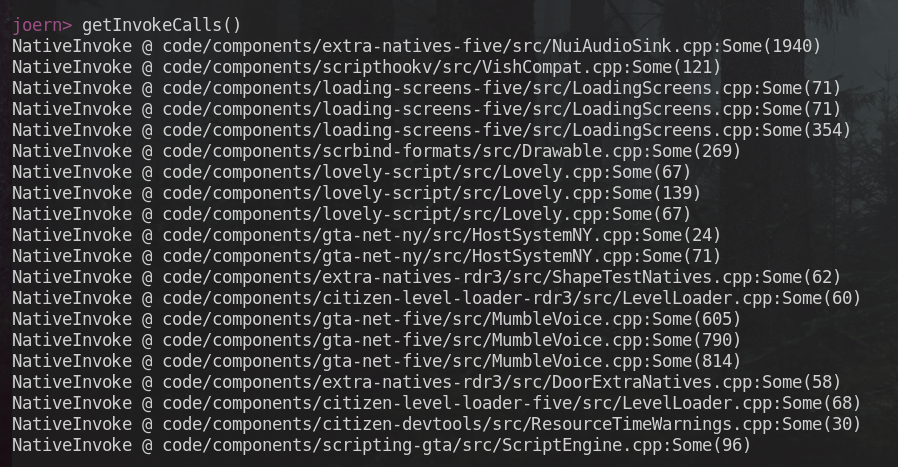 joern> getInvokeCalls()
NativeInvoke @ code/components/extra-natives-five/src/NuiAudioSink.cpp:Some(1940)
NativeInvoke @ code/components/scripthookv/src/VishCompat.cpp:Some(121)
NativeInvoke @ code/components/loading-screens-five/src/LoadingScreens.cpp:Some(71)
NativeInvoke @ code/components/loading-screens-five/src/LoadingScreens.cpp:Some(71)
NativeInvoke @ code/components/loading-screens-five/src/LoadingScreens.cpp:Some(354)
NativeInvoke @ code/components/scrbind-formats/src/Drawable.cpp:Some(269)
NativeInvoke @ code/components/lovely-script/src/Lovely.cpp:Some(67)
NativeInvoke @ code/components/lovely-script/src/Lovely.cpp:Some(139)
NativeInvoke @ code/components/lovely-script/src/Lovely.cpp:Some(67)
NativeInvoke @ code/components/gta-net-ny/src/HostSystemNY.cpp:Some(24)
NativeInvoke @ code/components/gta-net-ny/src/HostSystemNY.cpp:Some(71)
NativeInvoke @ code/components/extra-natives-rdr3/src/ShapeTestNatives.cpp:Some(62)
NativeInvoke @ code/components/citizen-level-loader-rdr3/src/LevelLoader.cpp:Some(60)
NativeInvoke @ code/components/gta-net-five/src/MumbleVoice.cpp:Some(605)
NativeInvoke @ code/components/gta-net-five/src/MumbleVoice.cpp:Some(790)
NativeInvoke @ code/components/gta-net-five/src/MumbleVoice.cpp:Some(814)
NativeInvoke @ code/components/extra-natives-rdr3/src/DoorExtraNatives.cpp:Some(58)
NativeInvoke @ code/components/citizen-level-loader-five/src/LevelLoader.cpp:Some(68)
NativeInvoke @ code/components/citizen-devtools/src/ResourceTimeWarnings.cpp:Some(30)
NativeInvoke @ code/components/scripting-gta/src/ScriptEngine.cpp:Some(96)